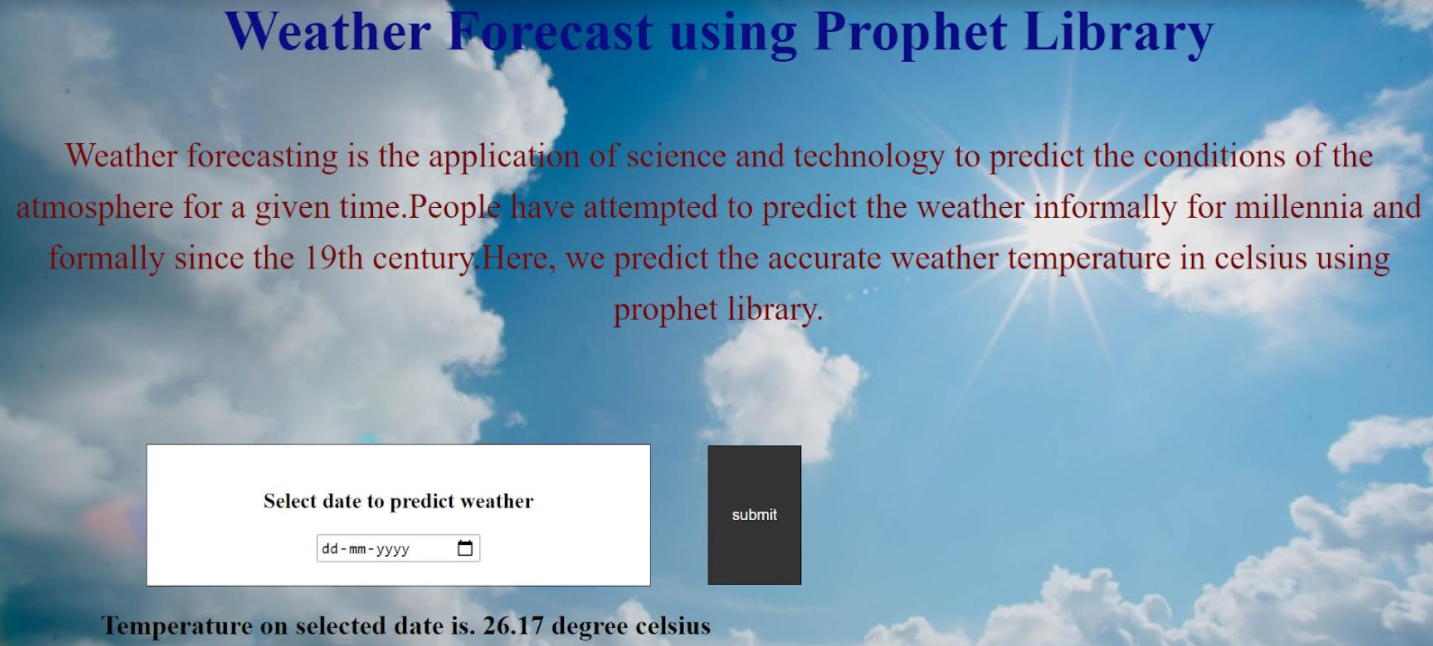 Weather Forecast using Prophet Library
Weather forecasting is the application of science and technology to predict the conditions of the
atmosphere for a given time.People have attempted to predict the weather informally for millennia and
formally since the 19th century.Here, we predict the accurate weather temperature in celsius using
prophet library.
Select date to predict weather
dd-mm-yyyy
submit
Temperature on selected date is. 26.17 degree celsius